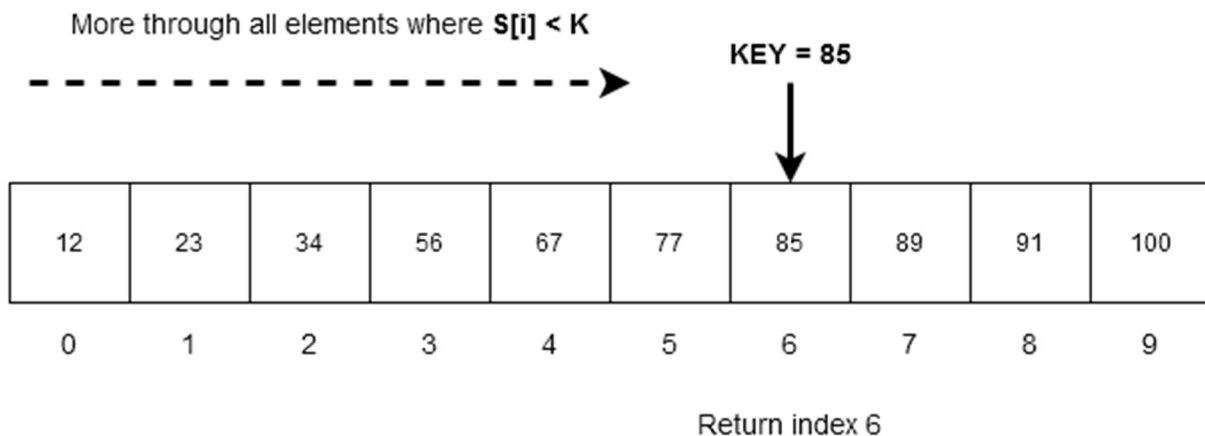 More through all elements where S[i] < K
KEY = 85
12 23 34 56 67 77 85 89 91 100
0 1 2 3 4 5 6 7 8 9
Return index 6